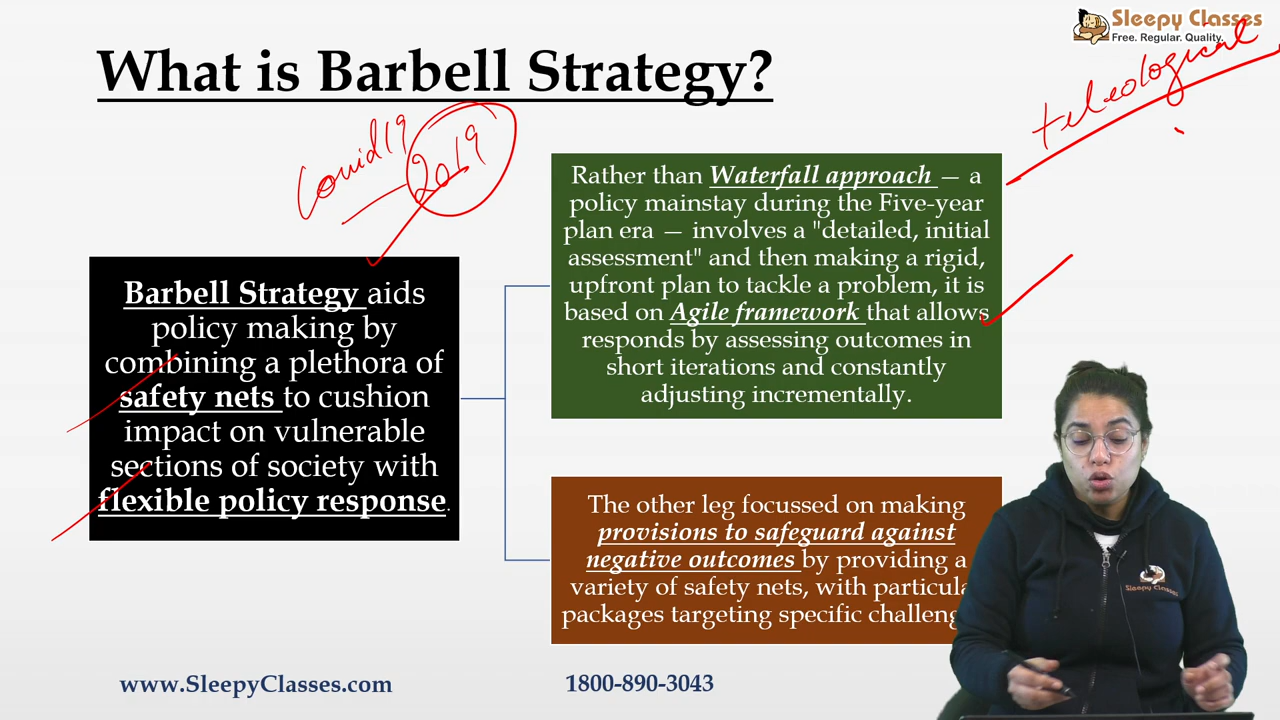 Sleepy Classes
Free. Regular. Quality.
What is Barbell Strategy?
teleological
Covid19
2019
Barbell Strategy aids
policy making by
combining a plethora of
safety nets to cushion
impact on vulnerable
sections of society with
flexible policy response.
Rather than Waterfall approach — a
policy mainstay during the Five-year
plan era — involves a "detailed, initial
assessment" and then making a rigid,
upfront plan to tackle a problem, it is
based on Agile framework that allows
responds by assessing outcomes in
short iterations and constantly
adjusting incrementally.
The other leg focussed on making
provisions to safeguard against
negative outcomes by providing a
variety of safety nets, with particula
packages targeting specific challeng
Sleepy Classes
www.SleepyClasses.com
1800-890-3043